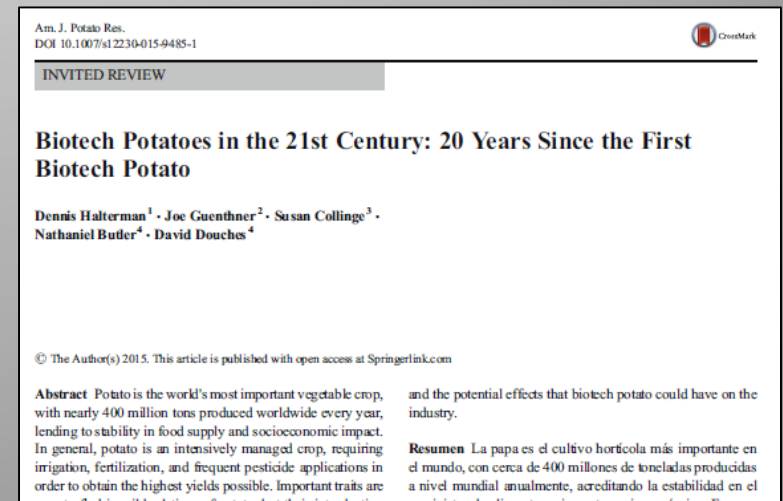 Am. J. Potato Res.
DOI 10.1007/s12230-015-9485-1
CrossMark
INVITED REVIEW
Biotech Potatoes in the 21st Century: 20 Years Since the First
Biotech Potato
Dennis Halterman1 · Joe Guenthner2 · Susan Collinge3 ·
Nathaniel Butler4 · David Douches4
© The Author(s) 2015. This article is published with open access at Springerlink.com
Abstract Potato is the world's most important vegetable crop,
with nearly 400 million tons produced worldwide every year,
lending to stability in food supply and socioeconomic impact.
In general, potato is an intensively managed crop, requiring
irrigation, fertilization, and frequent pesticide applications in
order to obtain the highest yields possible. Important traits are
and the potential effects that biotech potato could have on the
industry.
Resumen La papa es el cultivo hortícola más importante en
el mundo, con cerca de 400 millones de toneladas producidas
a nivel mundial anualmente, acreditando la estabilidad en el